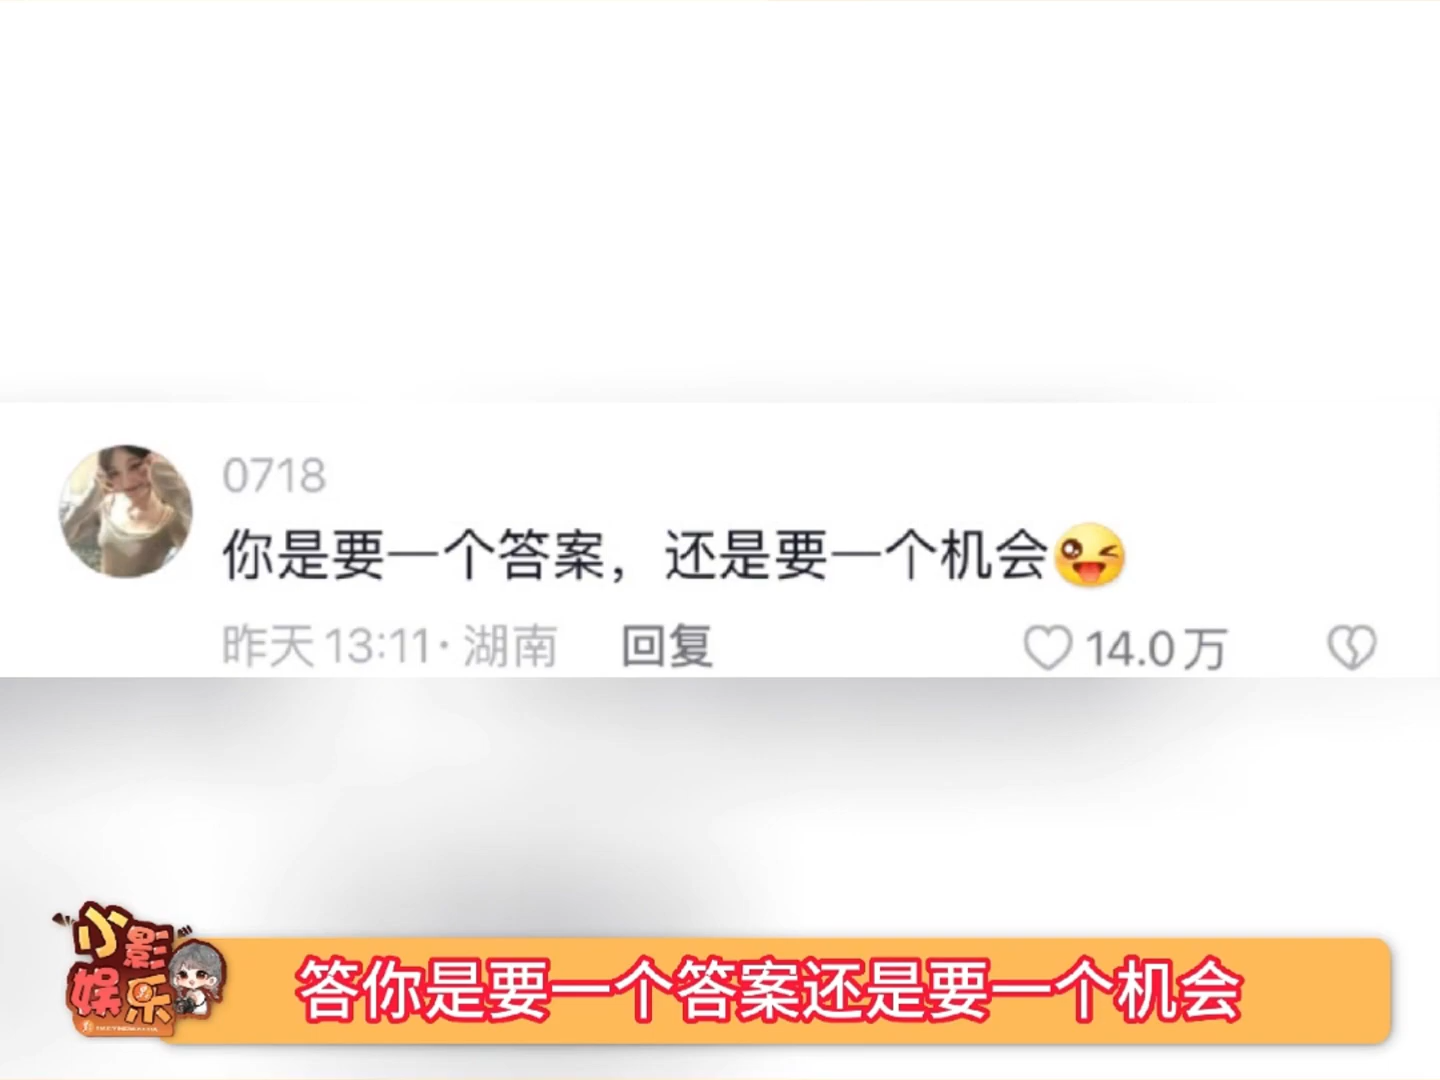 0718
你是要一个答案，还是要一个机会😜
昨天 13:11 · 湖南 回复 14.0万
小影
娱乐
答你是要一个答案还是要一个机会